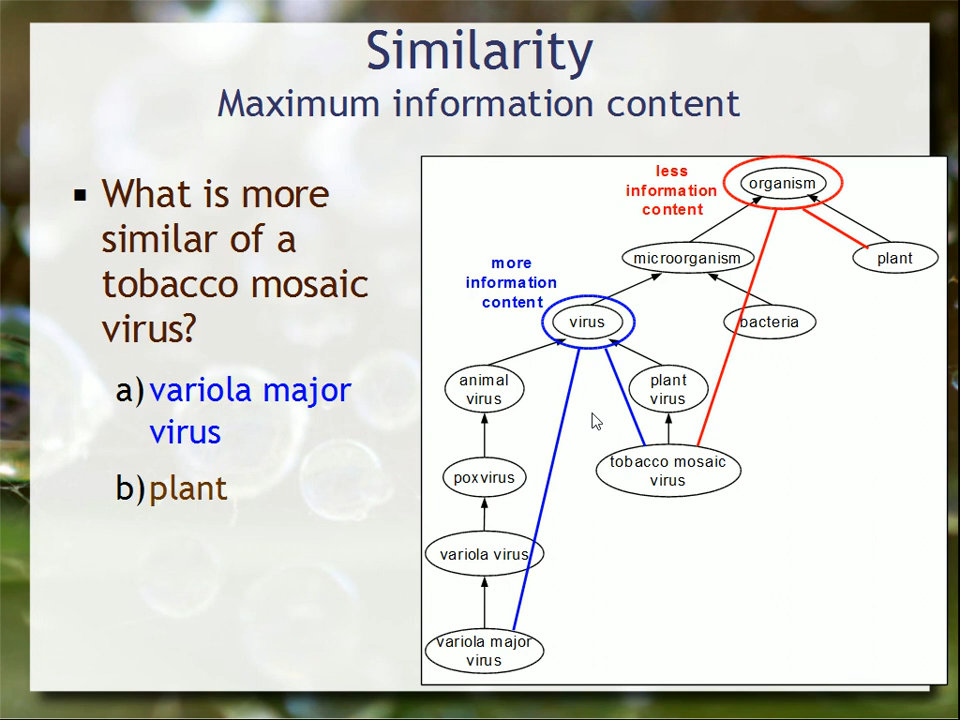 Similarity
Maximum information content
▪ What is more
similar of a
tobacco mosaic
virus?
a) variola major
virus
b) plant
less
information
content
organism
microorganism
plant
more
information
content
virus
bacteria
animal
virus
plant
virus
poxvirus
tobacco mosaic
virus
variola virus
variola major
virus